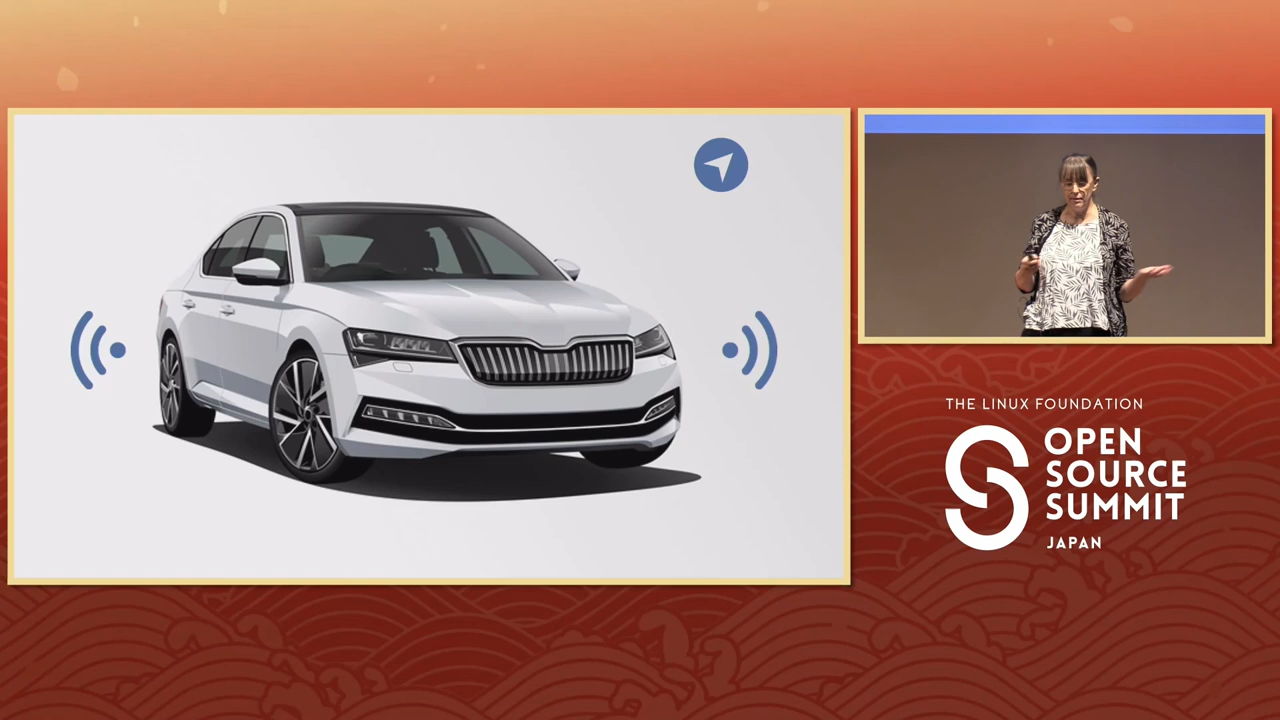 THE LINUX FOUNDATION
OPEN
SOURCE
SUMMIT
JAPAN